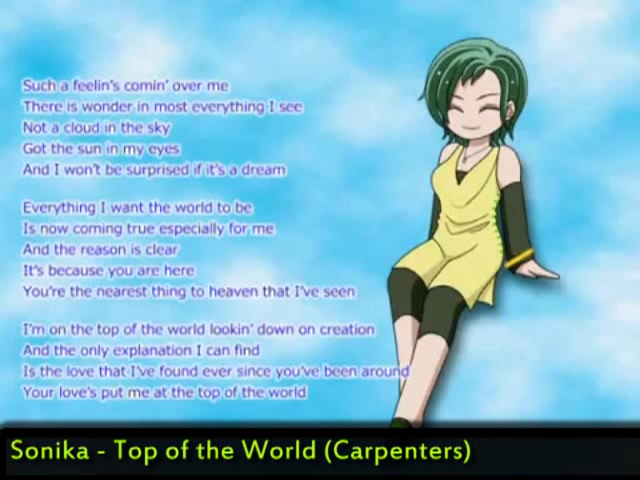 Such a feelin's comin' over me
There is wonder in most everything I see
Not a cloud in the sky
Got the sun in my eyes
And I won't be surprised if it's a dream
Everything I want the world to be
Is now coming true especially for me
And the reason is clear
It's because you are here
You're the nearest thing to heaven that I've seen
I'm on the top of the world lookin' down on creation
And the only explanation I can find
Is the love that I've found ever since you've been around
Your love's put me at the top of the world
Sonika - Top of the World (Carpenters)